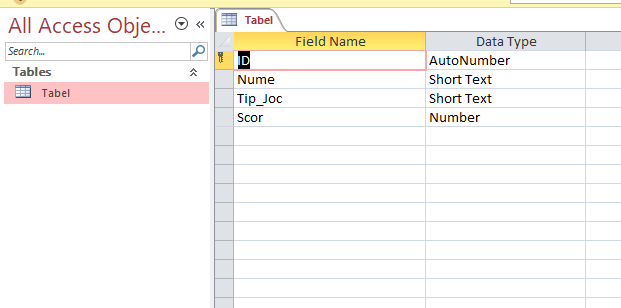 All Access Obje...
Search...
Tables
Tabel
Tabel
Field Name Data Type
ID AutoNumber
Nume Short Text
Tip_Joc Short Text
Scor Number